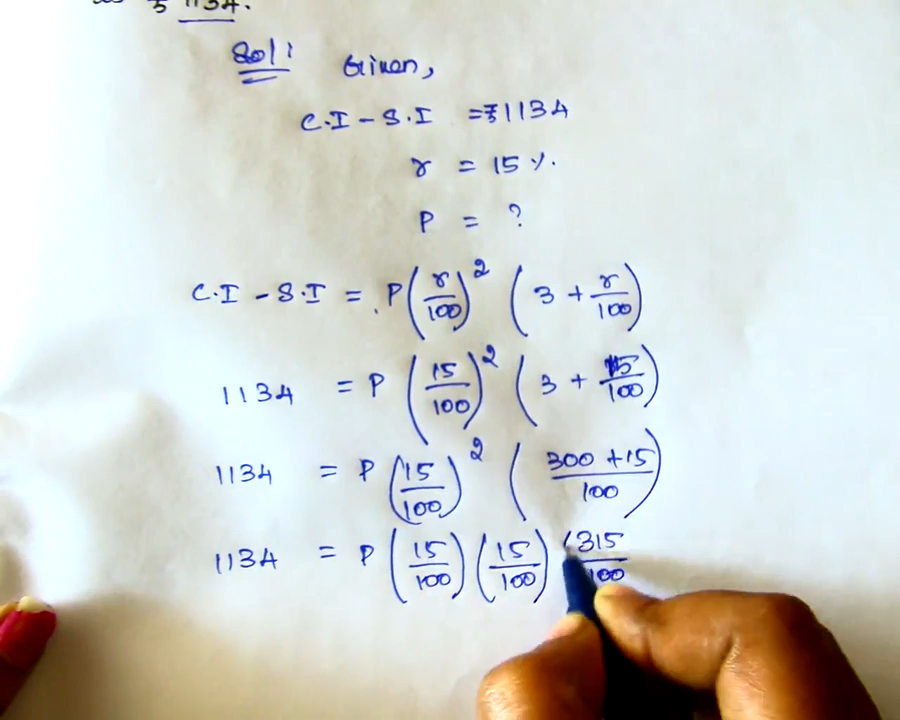 ₹ 1134.
Sol: Given,
C.I - S.I = ₹1134
r = 15 %.
P = ?
C.I - S.I = P(r/100)² (3 + r/100)
1134 = P (15/100)² (3 + 15/100)
1134 = P (15/100)² (300 + 15/100)
1134 = P (15/100) (15/100) (315/100